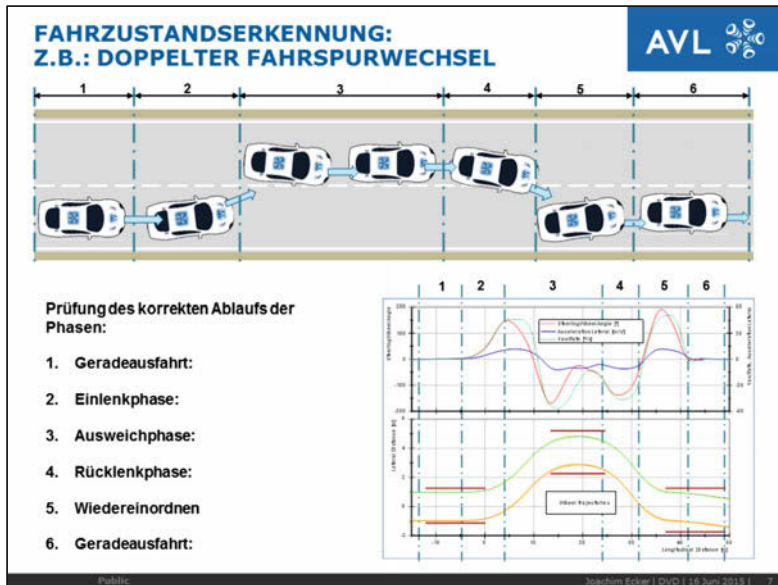 FAHRZUSTANDSERKENNUNG:
Z.B.: DOPPELTER FAHRSPURWECHSEL
AVL
1 2 3 4 5 6
Prüfung des korrekten Ablaufs der
Phasen:
1. Geradeausfahrt:
2. Einlenkphase:
3. Ausweichphase:
4. Rücklenkphase:
5. Wiedereinordnen
6. Geradeausfahrt:
1 2 3 4 5 6
Public
Joachim Ecker | DVD | 16 Juni 2015 | 7